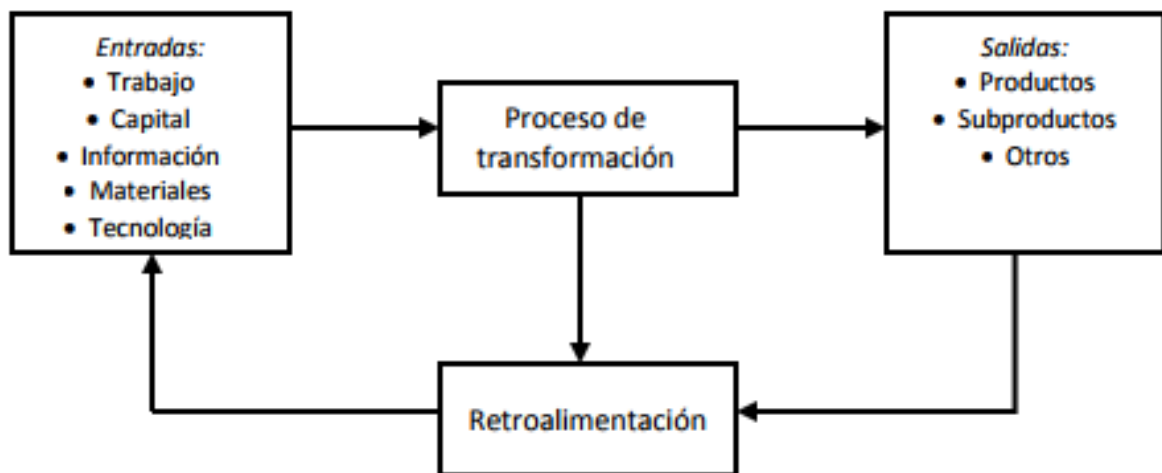 Entradas:
• Trabajo
• Capital
• Información
• Materiales
• Tecnología
Proceso de
transformación
Salidas:
• Productos
• Subproductos
• Otros
Retroalimentación